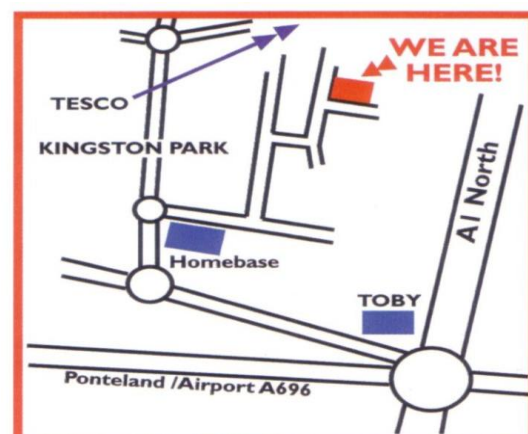 WE ARE
HERE!
TESCO
KINGSTON PARK
A1 North
Homebase
TOBY
Ponteland /Airport A696